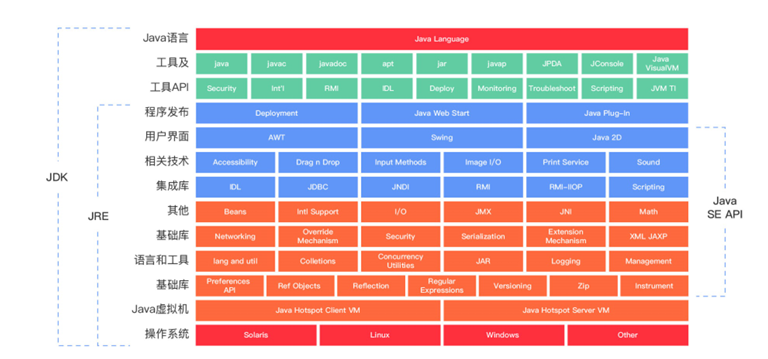 Java语言
Java Language
工具及
java javac javadoc apt jar javap JPDA JConsole Java VisualVM
工具API
Security Int'l RMI IDL Deploy Monitoring Troubleshoot Scripting JVM TI
程序发布
Deployment Java Web Start Java Plug-In
用户界面
AWT Swing Java 2D
相关技术
Accessibility Drag n Drop Input Methods Image I/O Print Service Sound
集成库
IDL JDBC JNDI RMI RMI-IIOP Scripting
其他
Beans Intl Support I/O JMX JNI Math
基础库
Networking Override Mechanism Security Serialization Extension Mechanism XML JAXP
语言和工具
lang and util Colletions Concurrency Utilities JAR Logging Management
基础库
Preferences API Ref Objects Reflection Regular Expressions Versioning Zip Instrument
Java虚拟机
Java Hotspot Client VM Java Hotspot Server VM
操作系统
Solaris Linux Windows Other
JDK
JRE
Java
SE API